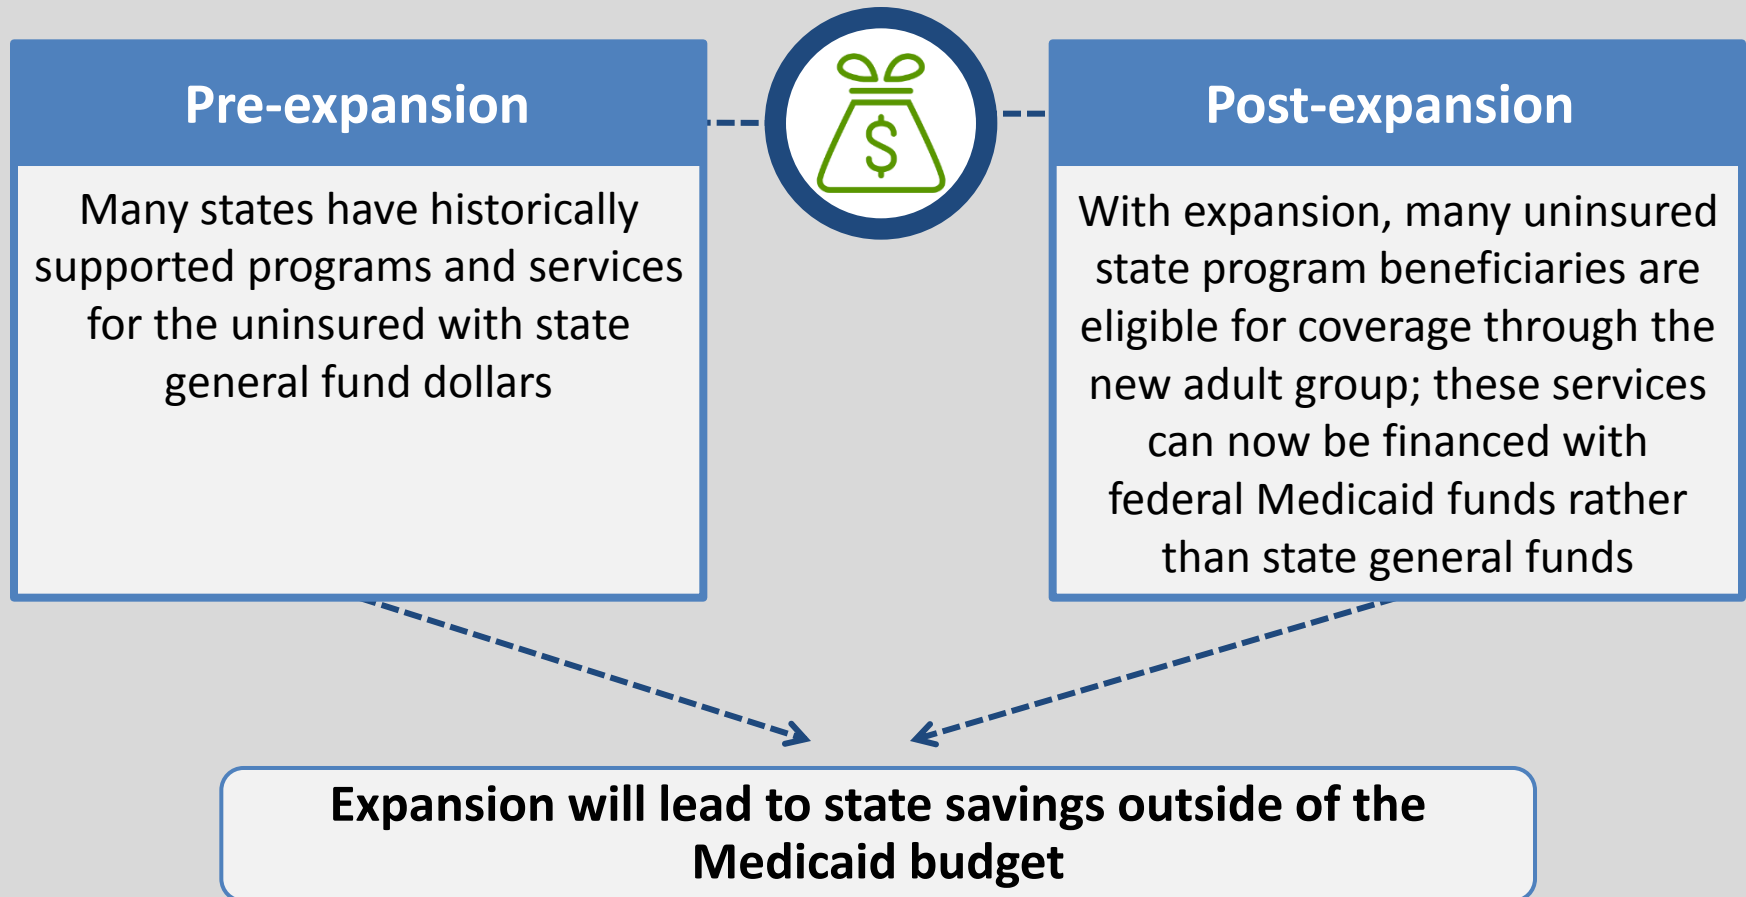 Pre-expansion
Many states have historically
supported programs and services
for the uninsured with state
general fund dollars
$
Post-expansion
With expansion, many uninsured
state program beneficiaries are
eligible for coverage through the
new adult group; these services
can now be financed with
federal Medicaid funds rather
than state general funds
Expansion will lead to state savings outside of the
Medicaid budget